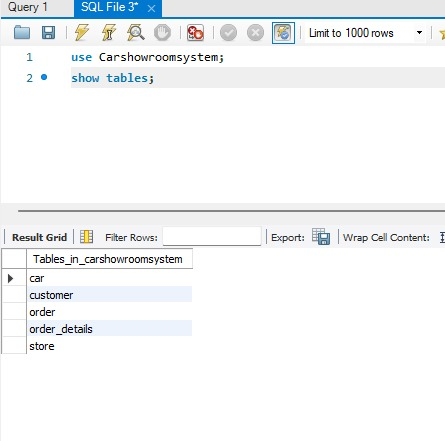 Query 1
SQL File 3*
Limit to 1000 rows
1 use Carshowroomsystem;
2 show tables;
Result Grid Filter Rows: Export: Wrap Cell Content:
Tables_in_carshowroomsystem
car
customer
order
order_details
store